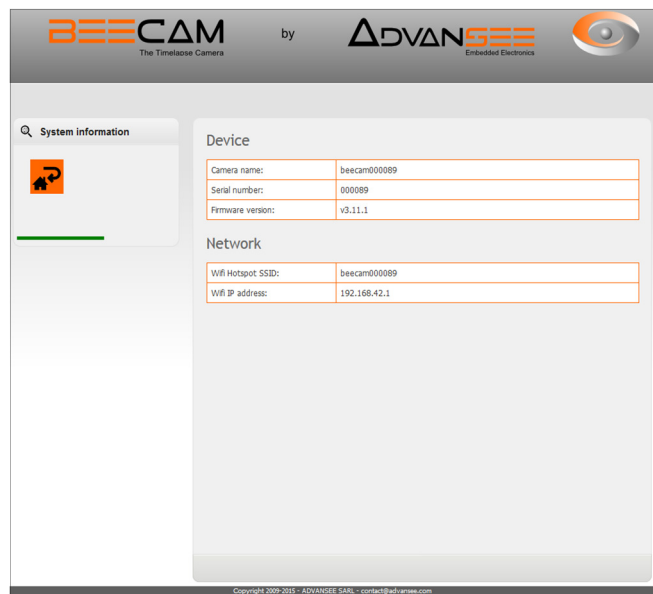 BEECAM by ADVANSEE
The Timelapse Camera Embedded Electronics
System information
Device
Camera name: beecam000089
Serial number: 000089
Firmware version: v3.11.1
Network
Wifi Hotspot SSID: beecam000089
Wifi IP address: 192.168.42.1
Copyright 2009-2015 - ADVANSEE SARL - contact@advansee.com